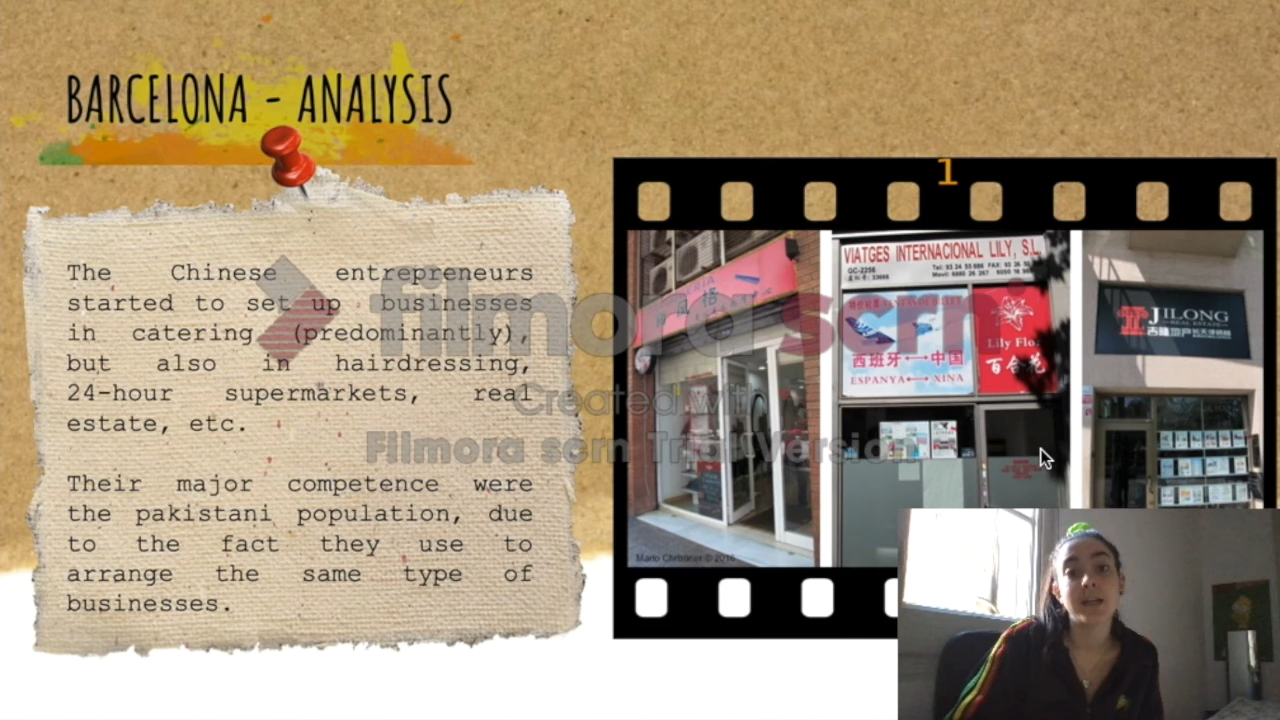 BARCELONA - ANALYSIS
1
The Chinese entrepreneurs
started to set up businesses
in catering (predominantly),
but also in hairdressing,
24-hour supermarkets, real
estate, etc.
Their major competence were
the pakistani population, due
to the fact they use to
arrange the same type of
businesses.
VIATGES INTERNACIONAL LILY, S.L.
GC-2256
西班牙 ←→ 中国
ESPANYA ←→ XINA
Lily Flo
百合花
JILONG
REAL ESTATE
filmora scrn
Created with
Filmora scrn Trial Version